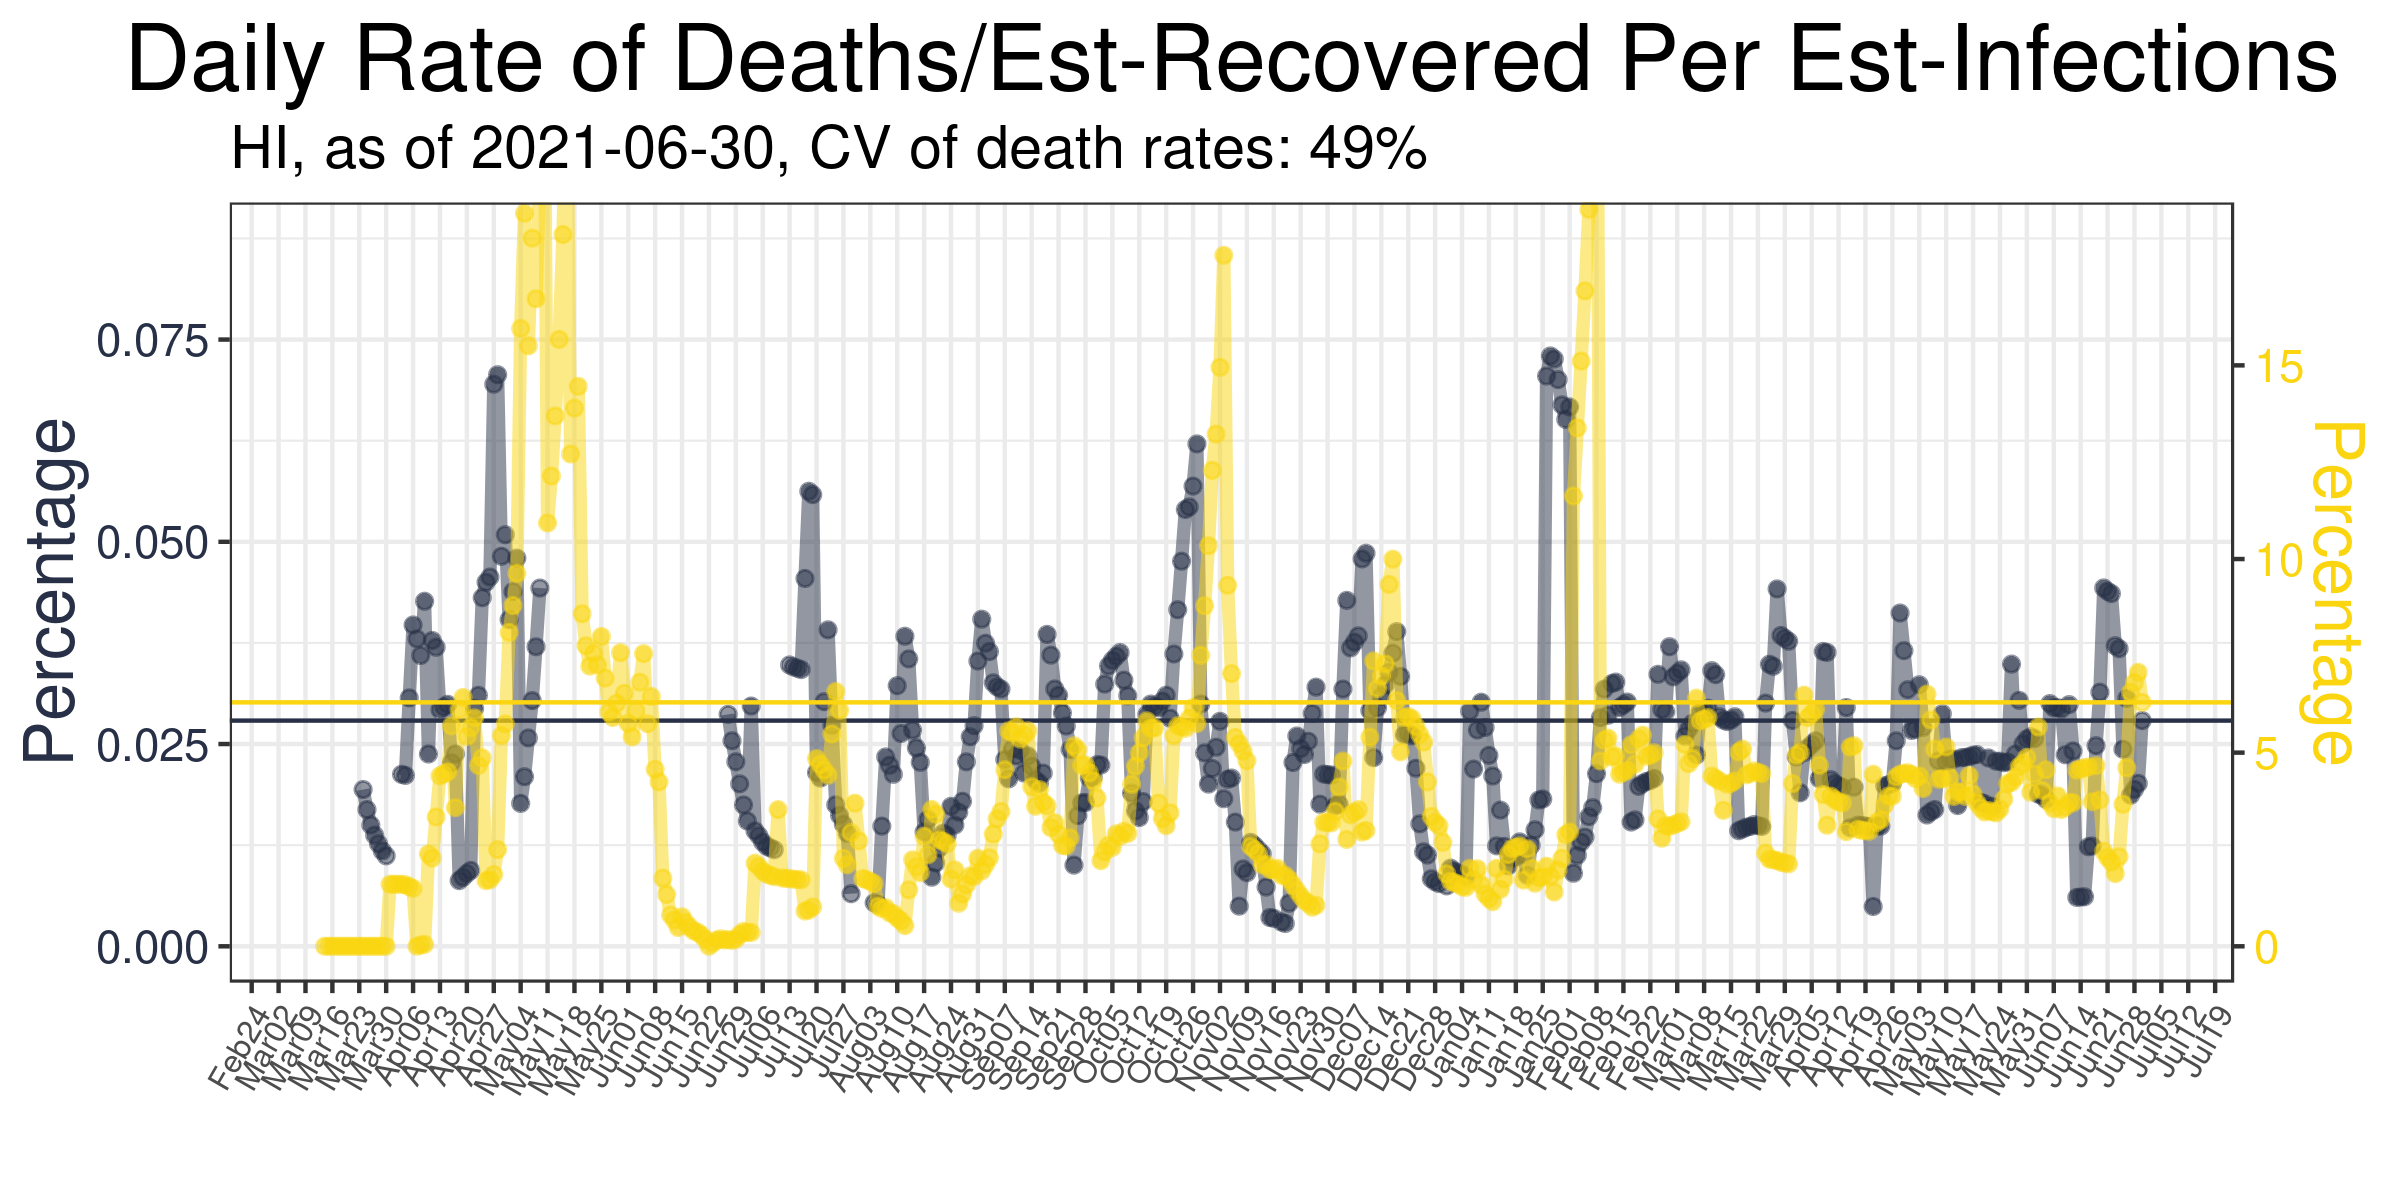 Daily Rate of Deaths/Est-Recovered Per Est-Infections
HI, as of 2021-06-30, CV of death rates: 49%
Percentage
0.075
0.050
0.025
0.000
15
10
5
0
Percentage
Feb24
Mar02
Mar09
Mar16
Mar23
Mar30
Apr06
Apr13
Apr20
Apr27
May04
May11
May18
May25
Jun01
Jun08
Jun15
Jun22
Jun29
Jul06
Jul13
Jul20
Jul27
Aug03
Aug10
Aug17
Aug24
Aug31
Sep07
Sep14
Sep21
Sep28
Oct05
Oct12
Oct19
Oct26
Nov02
Nov09
Nov16
Nov23
Nov30
Dec07
Dec14
Dec21
Dec28
Jan04
Jan11
Jan18
Jan25
Feb01
Feb08
Feb15
Feb22
Mar01
Mar08
Mar15
Mar22
Mar29
Apr05
Apr12
Apr19
Apr26
May03
May10
May17
May24
May31
Jun07
Jun14
Jun21
Jun28
Jul05
Jul12
Jul19